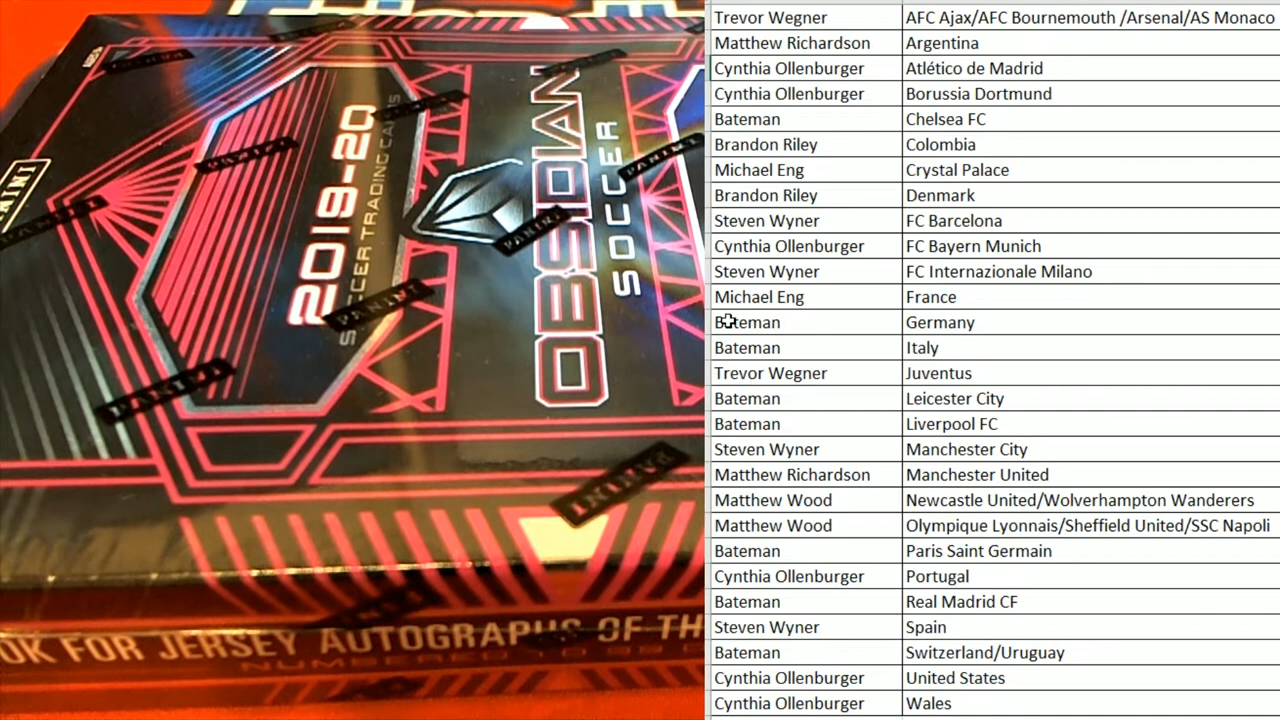 2019-20
SOCCER TRADING CARDS
OBSIDIAN
SOCCER
PANINI
PANINI
PANINI
PANINI
PANINI
PANINI
PANINI
LOOK FOR JERSEY AUTOGRAPHS OF TH
NUMBERED TO 99
Trevor Wegner AFC Ajax/AFC Bournemouth /Arsenal/AS Monaco
Matthew Richardson Argentina
Cynthia Ollenburger Atlético de Madrid
Cynthia Ollenburger Borussia Dortmund
Bateman Chelsea FC
Brandon Riley Colombia
Michael Eng Crystal Palace
Brandon Riley Denmark
Steven Wyner FC Barcelona
Cynthia Ollenburger FC Bayern Munich
Steven Wyner FC Internazionale Milano
Michael Eng France
Bateman Germany
Bateman Italy
Trevor Wegner Juventus
Bateman Leicester City
Bateman Liverpool FC
Steven Wyner Manchester City
Matthew Richardson Manchester United
Matthew Wood Newcastle United/Wolverhampton Wanderers
Matthew Wood Olympique Lyonnais/Sheffield United/SSC Napoli
Bateman Paris Saint Germain
Cynthia Ollenburger Portugal
Bateman Real Madrid CF
Steven Wyner Spain
Bateman Switzerland/Uruguay
Cynthia Ollenburger United States
Cynthia Ollenburger Wales